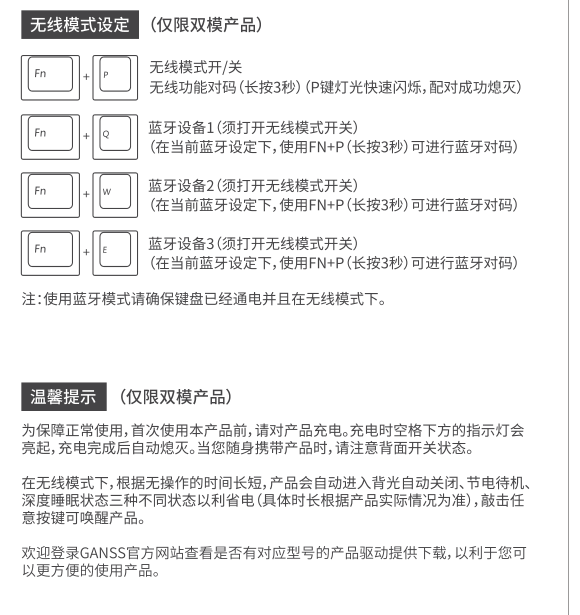 无线模式设定（仅限双模产品）
Fn + P 无线模式开/关
无线功能对码（长按3秒）（P键灯光快速闪烁，配对成功熄灭）
Fn + Q 蓝牙设备1（须打开无线模式开关）
（在当前蓝牙设定下，使用FN+P（长按3秒）可进行蓝牙对码）
Fn + W 蓝牙设备2（须打开无线模式开关）
（在当前蓝牙设定下，使用FN+P（长按3秒）可进行蓝牙对码）
Fn + E 蓝牙设备3（须打开无线模式开关）
（在当前蓝牙设定下，使用FN+P（长按3秒）可进行蓝牙对码）
注：使用蓝牙模式请确保键盘已经通电并且在无线模式下。
温馨提示（仅限双模产品）
为保障正常使用，首次使用本产品前，请对产品充电。充电时空格下方的指示灯会
亮起，充电完成后自动熄灭。当您随身携带产品时，请注意背面开关状态。
在无线模式下，根据无操作的时间长短，产品会自动进入背光自动关闭、节电待机、
深度睡眠状态三种不同状态以利省电（具体时长根据产品实际情况为准），敲击任
意按键可唤醒产品。
欢迎登录GANSS官方网站查看是否有对应型号的产品驱动提供下载，以利于您可
以更方便的使用产品。